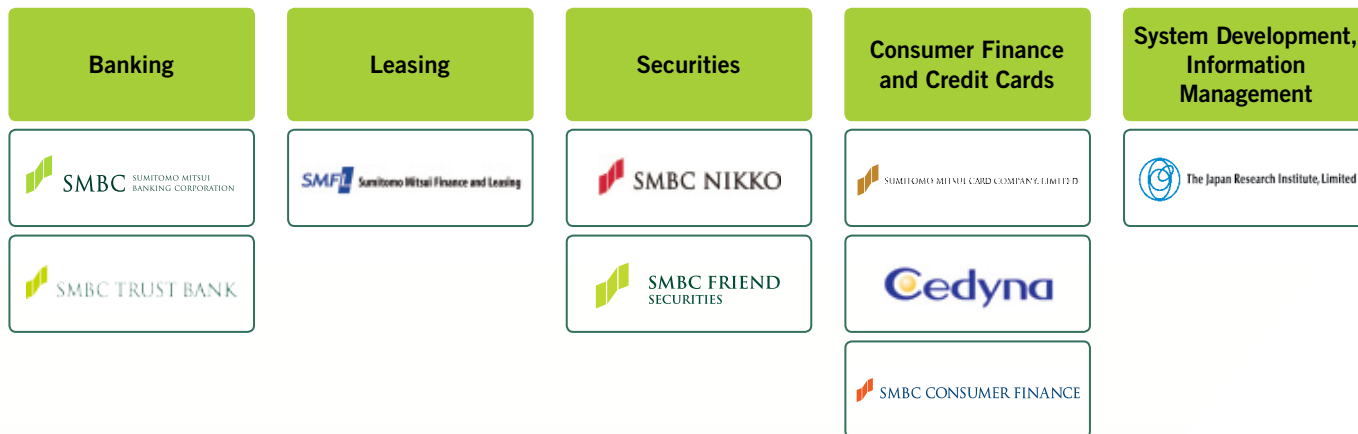 Banking
SMBC SUMITOMO MITSUI
BANKING CORPORATION
SMBC TRUST BANK
Leasing
SMFL Sumitomo Mitsui Finance and Leasing
Securities
SMBC NIKKO
SMBC FRIEND
SECURITIES
Consumer Finance
and Credit Cards
SUMITOMO MITSUI CARD COMPANY, LIMITED
Cedyna
SMBC CONSUMER FINANCE
System Development,
Information
Management
The Japan Research Institute, Limited